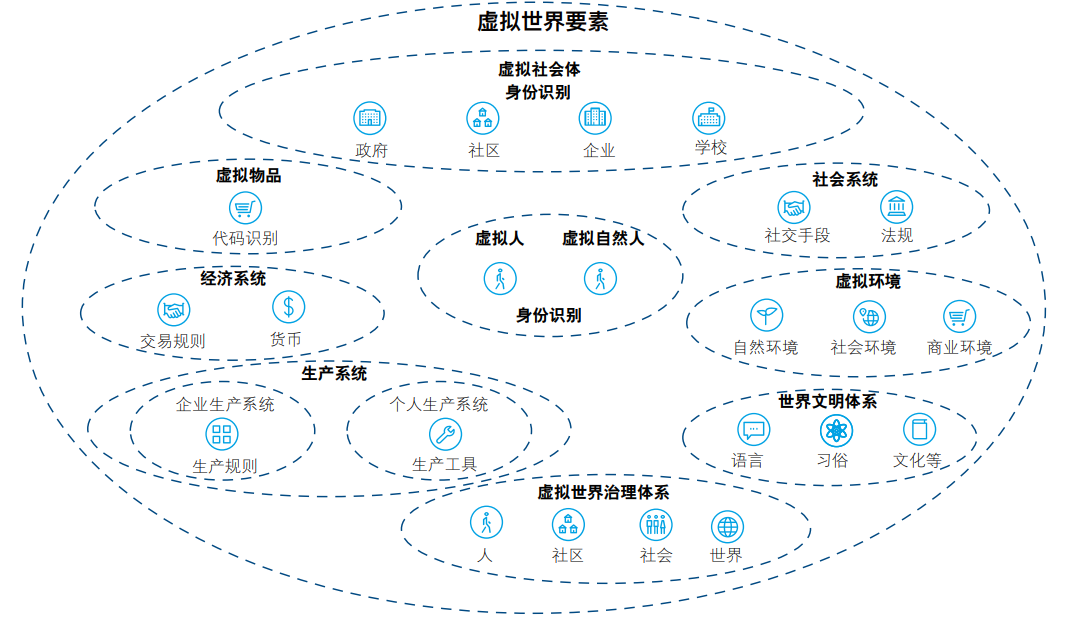 虚拟世界要素
虚拟社会体
身份识别
政府
社区
企业
学校
虚拟物品
代码识别
社会系统
社交手段
法规
虚拟人
虚拟自然人
身份识别
经济系统
交易规则
货币
虚拟环境
自然环境
社会环境
商业环境
生产系统
企业生产系统
生产规则
个人生产系统
生产工具
世界文明体系
语言
习俗
文化等
虚拟世界治理体系
人
社区
社会
世界